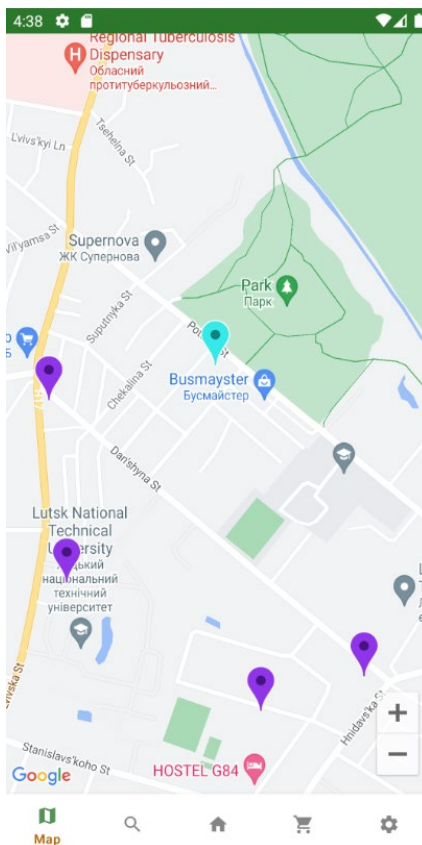 4:38
Regional Tuberculosis
Dispensary
Обласний
протитуберкульозний...
Tsehelna St
L'vivs'kyi Ln
Vil'yamsa St
Supernova
ЖК Супернова
Park
Парк
Suputnyka St
Chekalina St
Busmayster
Бусмайстер
Dan'shyna St
Lutsk National
Technical
національний
технічний
університет
Hnidavs'ka St
Stanislavs'koho St
HOSTEL G84
+
−
Google
Map